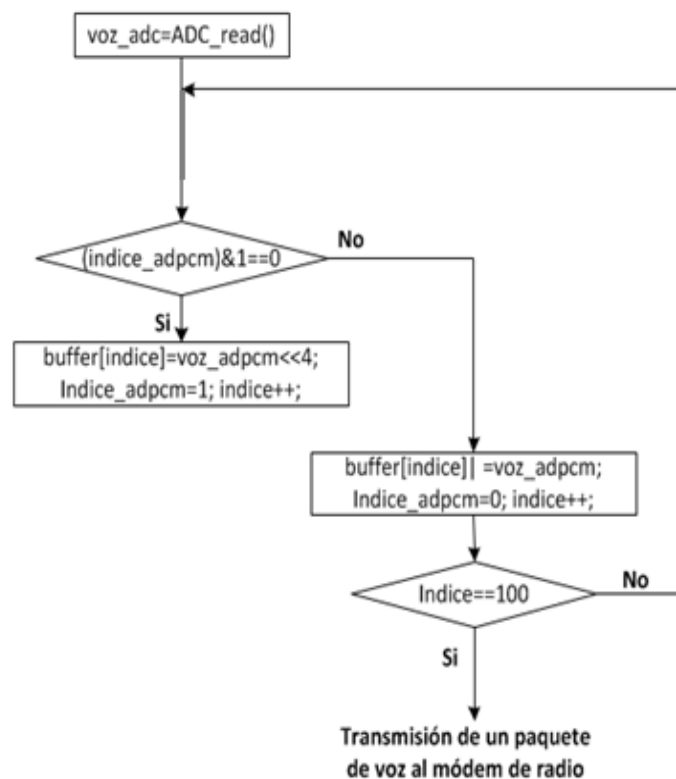 voz_adc=ADC_read()
(indice_adpcm)&1==0
No
Si
buffer[indice]=voz_adpcm<<4;
Indice_adpcm=1; indice++;
buffer[indice]| =voz_adpcm;
Indice_adpcm=0; indice++;
Indice==100
No
Si
Transmisión de un paquete
de voz al módem de radio